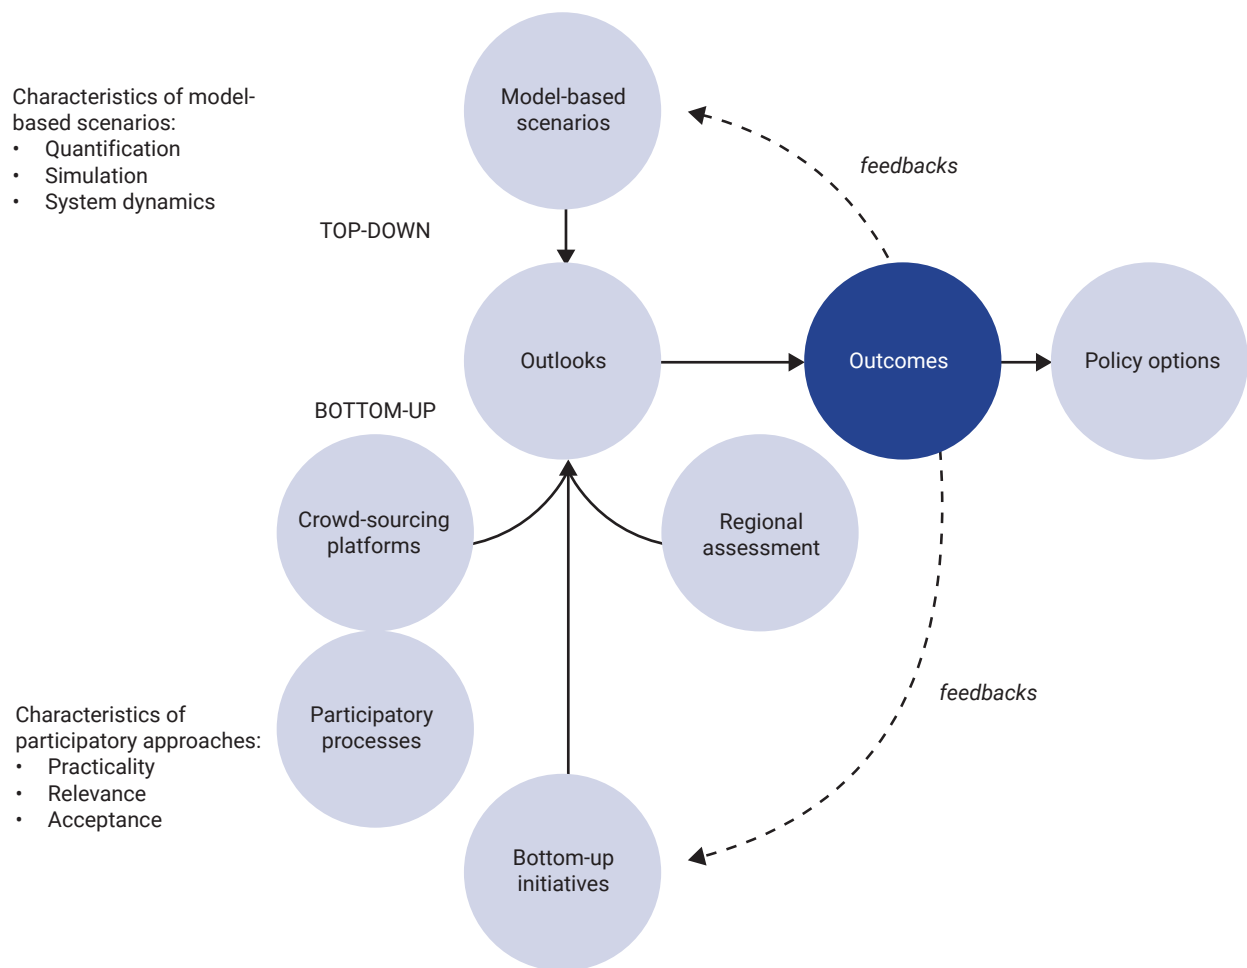 Model-based
scenarios
Characteristics of model-
based scenarios:
• Quantification
• Simulation
• System dynamics
feedbacks
TOP-DOWN
Outlooks
Outcomes
Policy options
BOTTOM-UP
Crowd-sourcing
platforms
Regional
assessment
feedbacks
Characteristics of
participatory approaches:
• Practicality
• Relevance
• Acceptance
Participatory
processes
Bottom-up
initiatives